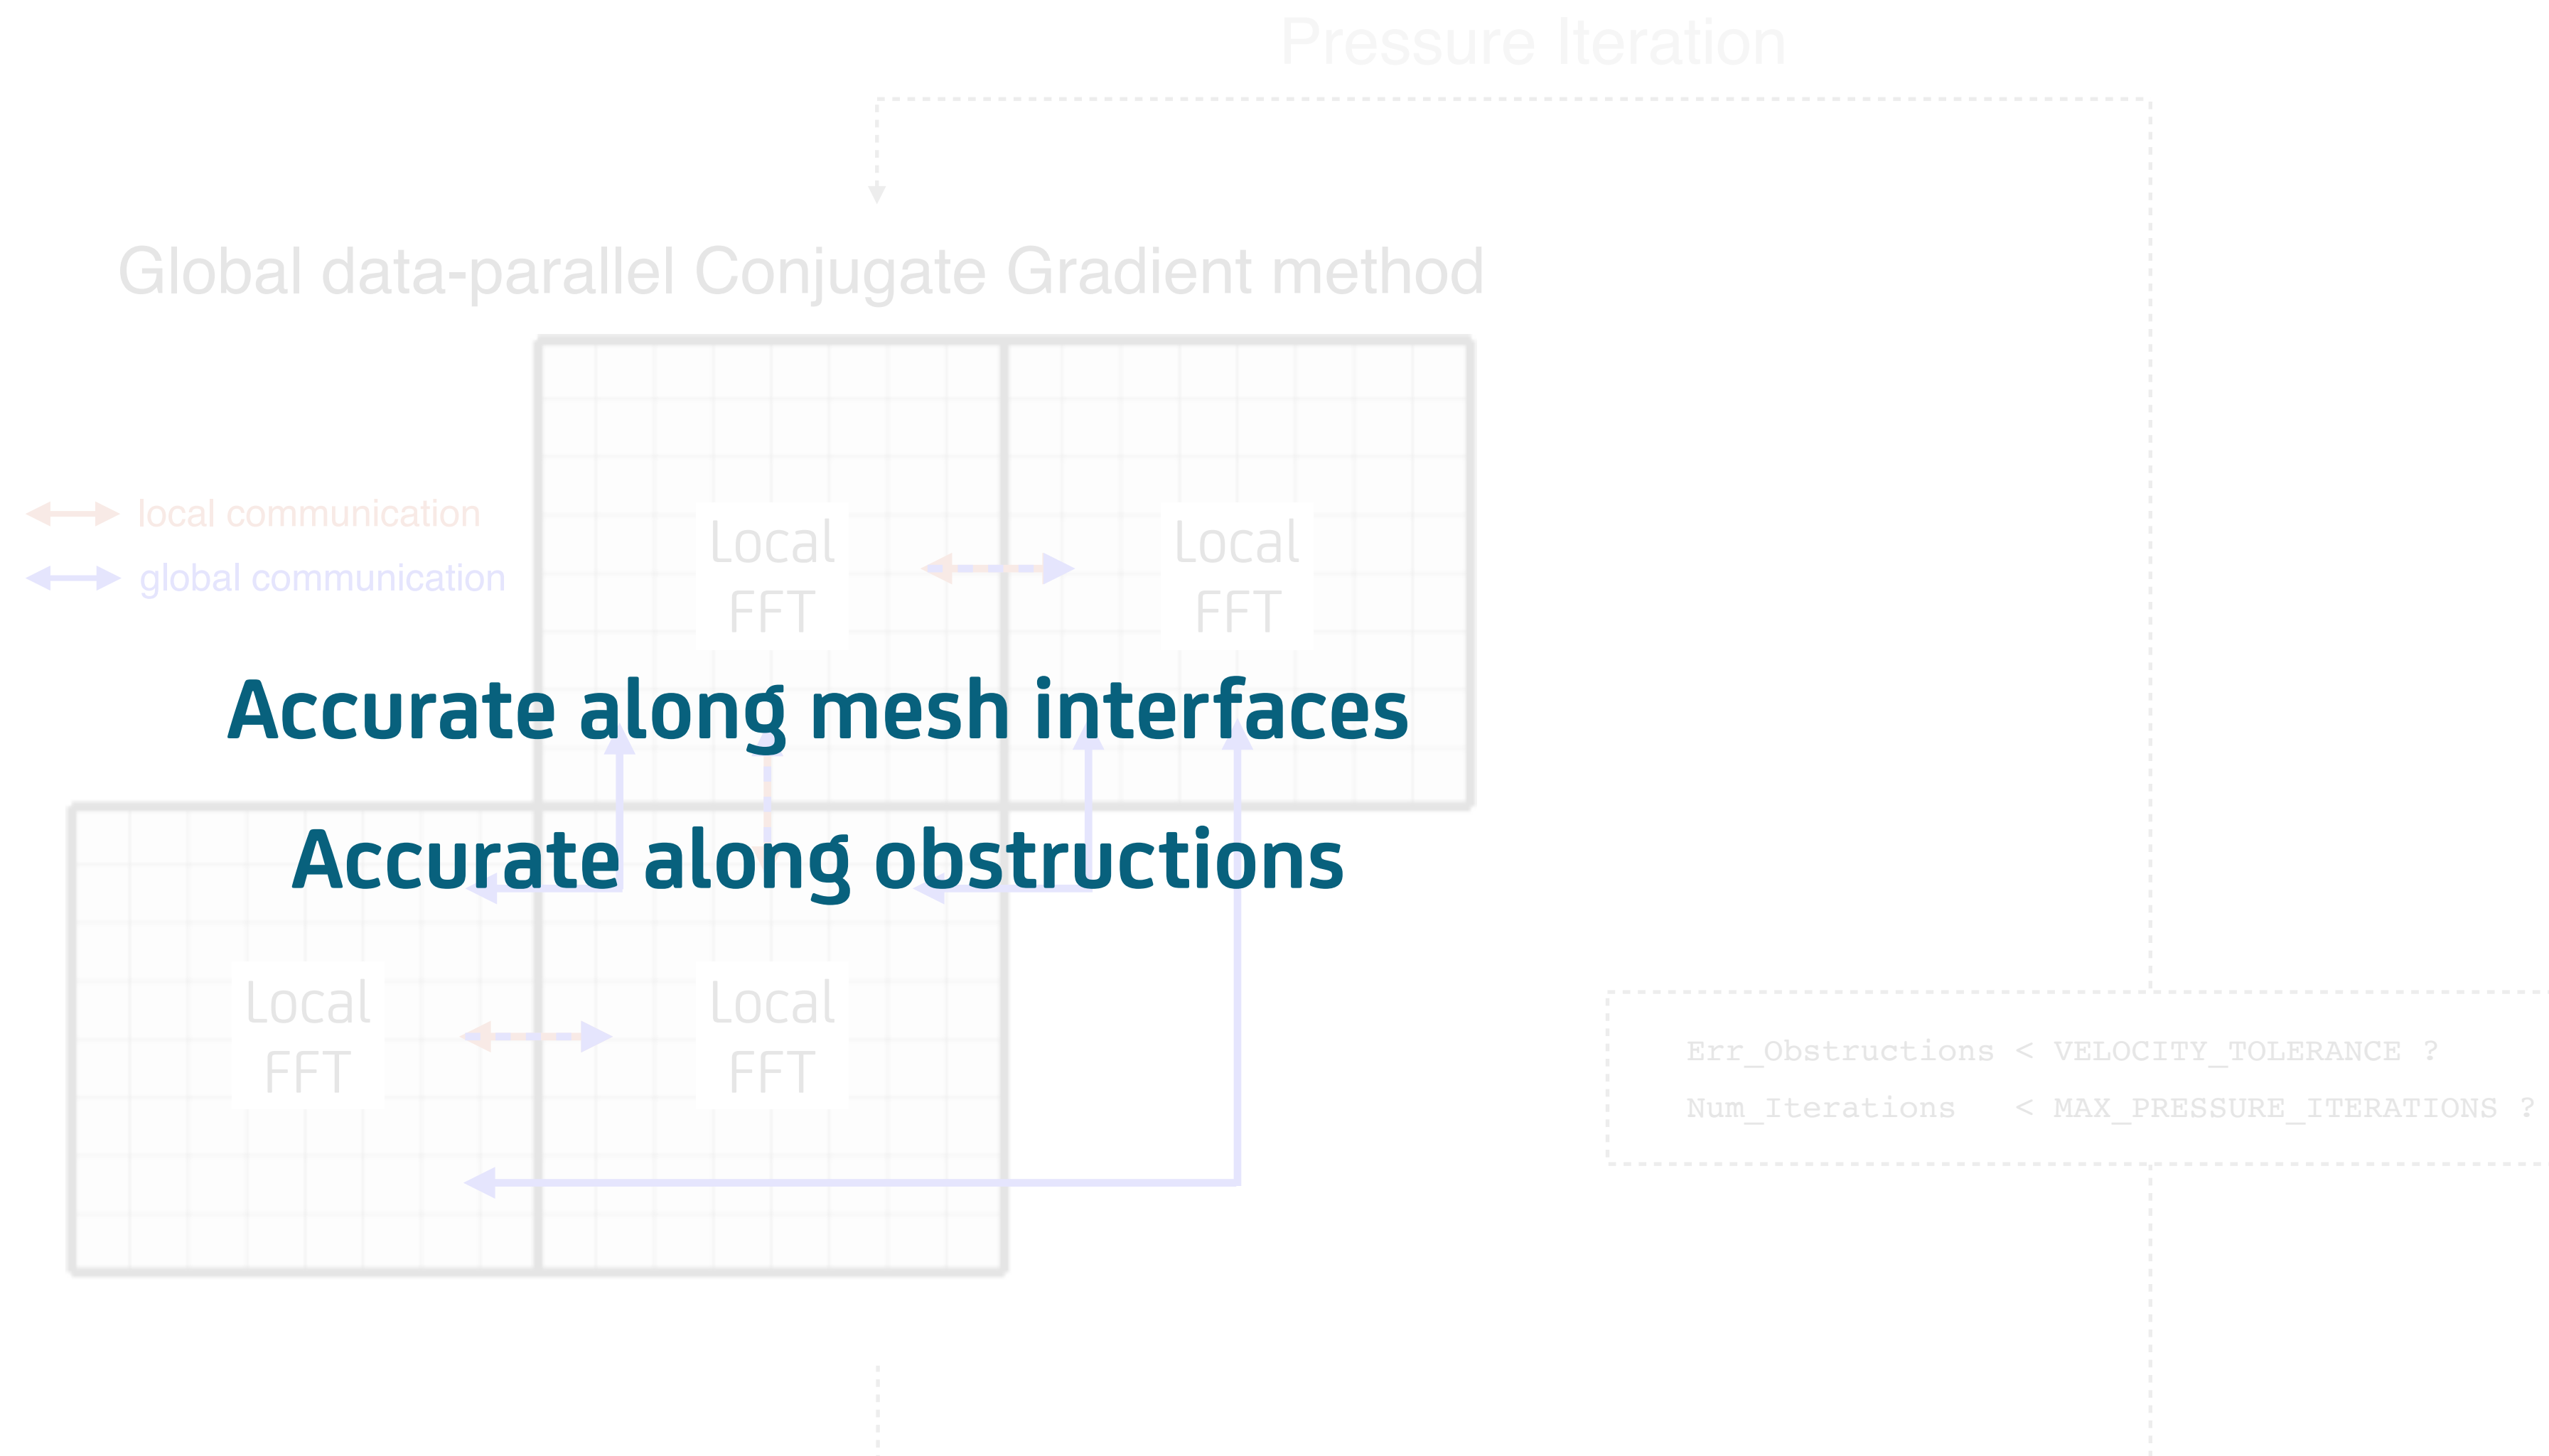 Pressure Iteration
Global data-parallel Conjugate Gradient method
local communication
global communication
Local
FFT
Local
FFT
Accurate along mesh interfaces
Accurate along obstructions
Local
FFT
Local
FFT
Err_Obstructions < VELOCITY_TOLERANCE ?
Num_Iterations < MAX_PRESSURE_ITERATIONS ?